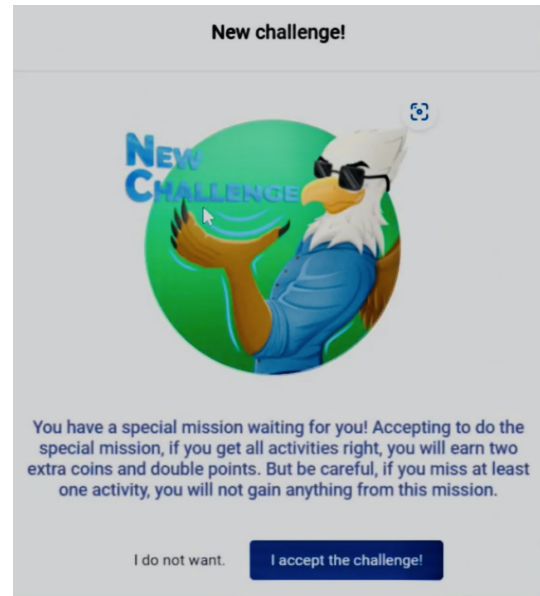 New challenge!
NEW
CHALLENGE
You have a special mission waiting for you! Accepting to do the
special mission, if you get all activities right, you will earn two
extra coins and double points. But be careful, if you miss at least
one activity, you will not gain anything from this mission.
I do not want. I accept the challenge!